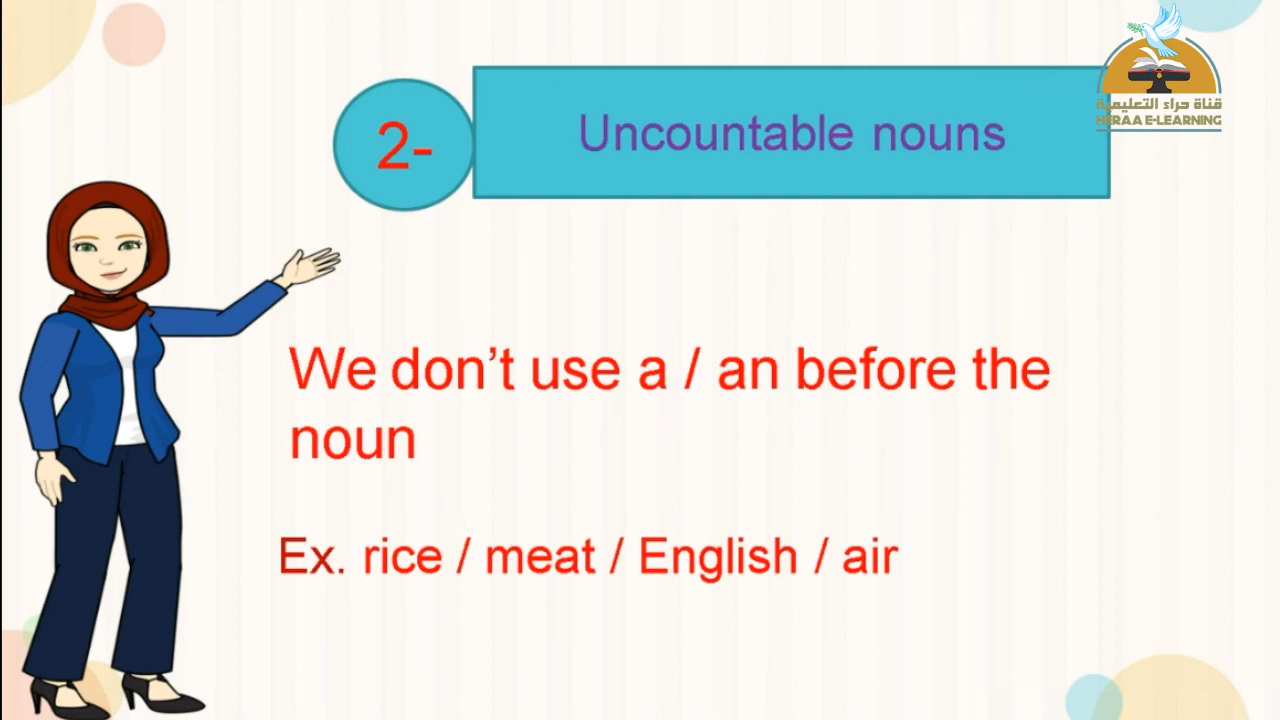 2-
Uncountable nouns
قناة حراء التعليمية
HERAA E-LEARNING
We don’t use a / an before the
noun
Ex. rice / meat / English / air